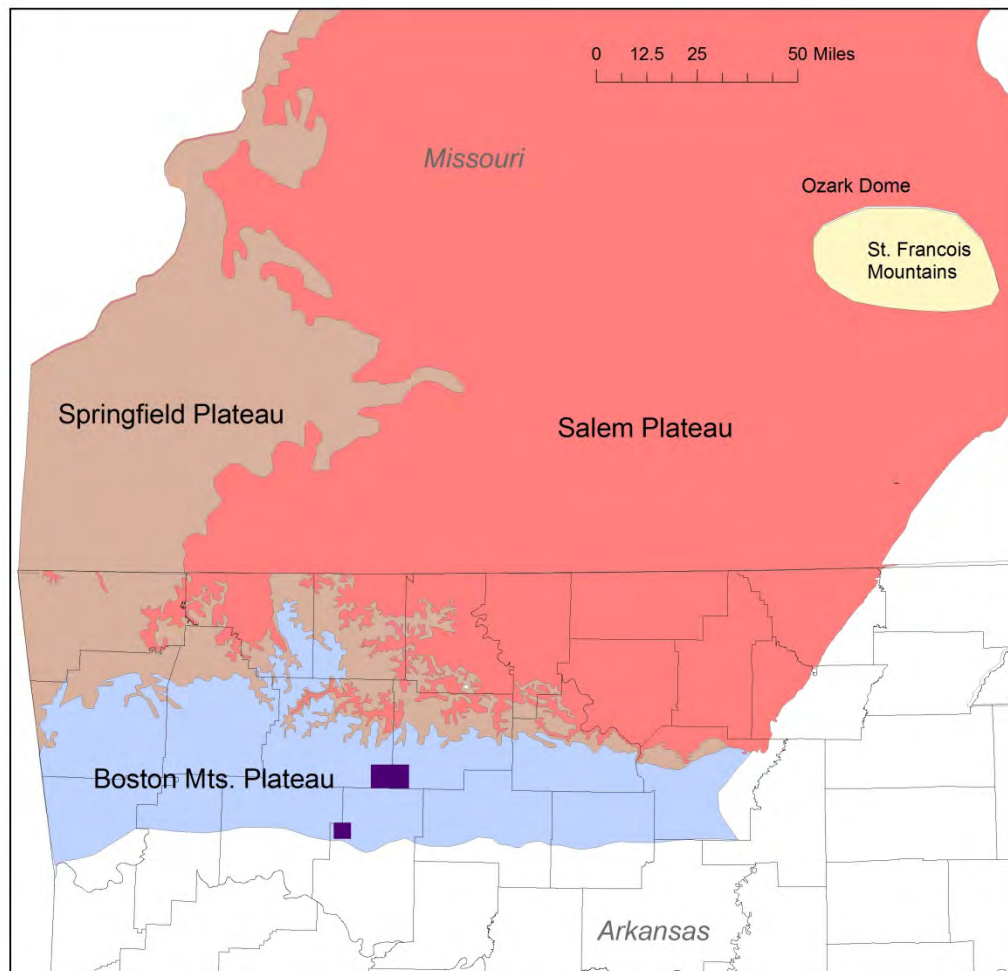 0 12.5 25 50 Miles
Missouri
Ozark Dome
St. Francois
Mountains
Springfield Plateau
Salem Plateau
Boston Mts. Plateau
Arkansas